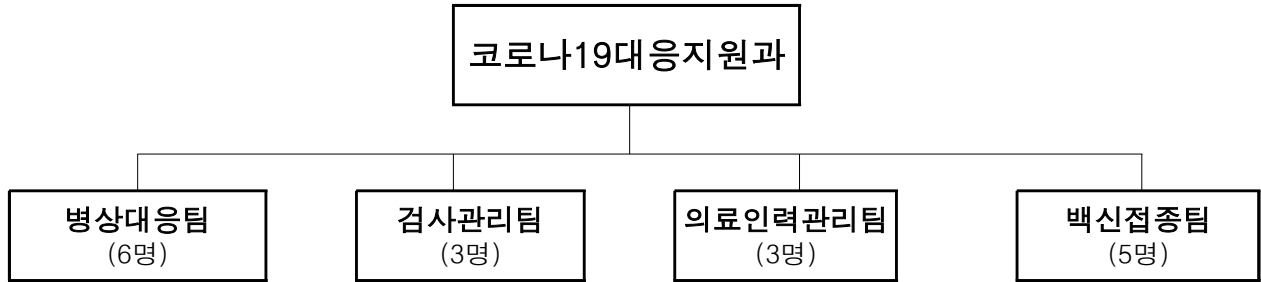 코로나19대응지원과
병상대응팀
(6명)
검사관리팀
(3명)
의료인력관리팀
(3명)
백신접종팀
(5명)